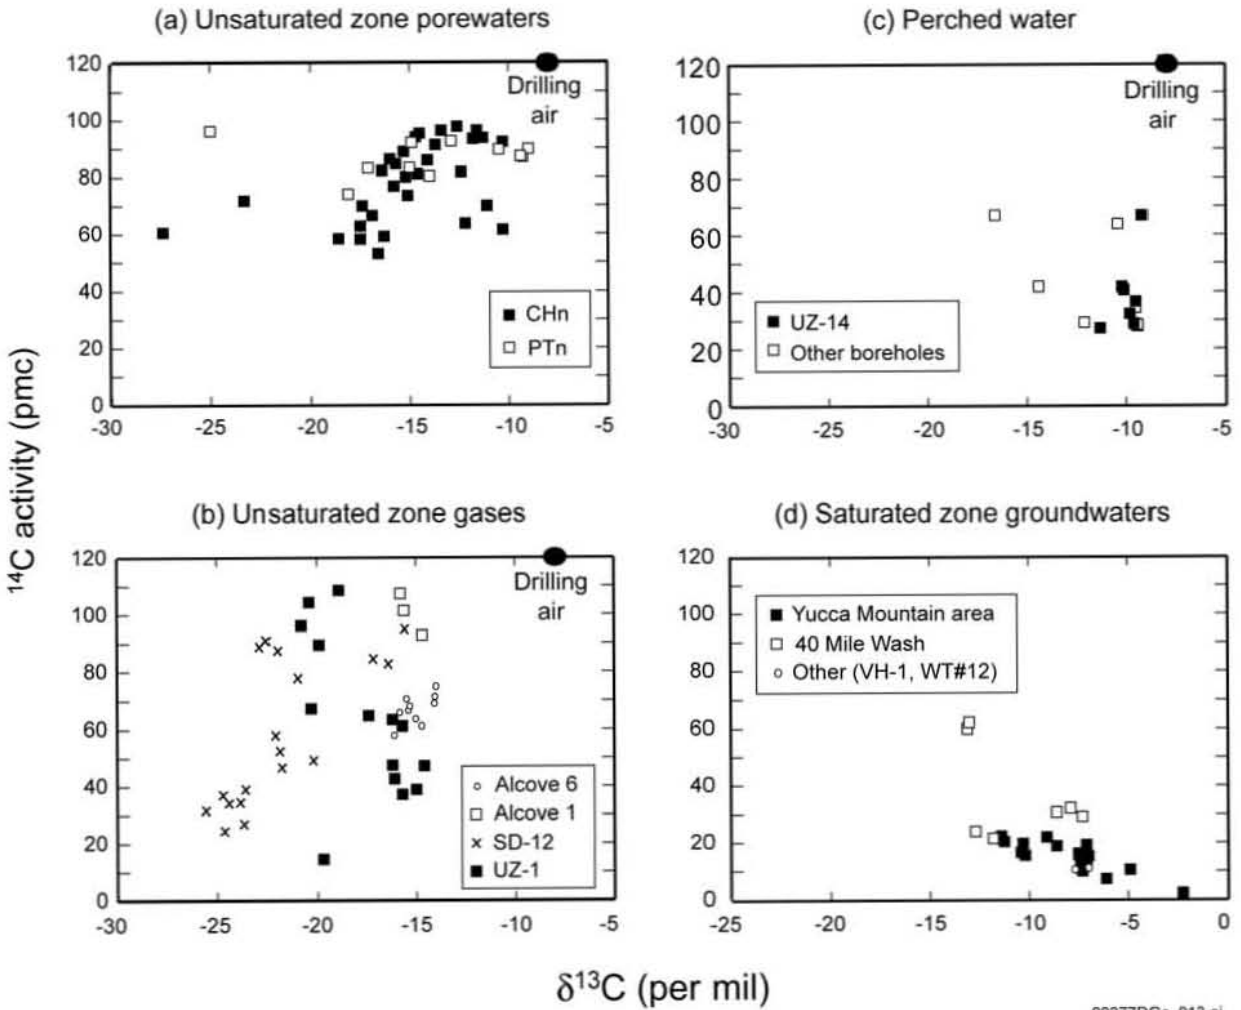 (a) Unsaturated zone porewaters
120
100
80
60
40
20
0
-30
-25
-20
-15
-10
-5
Drilling
air
CHn
PTn
(c) Perched water
120
100
80
60
40
20
0
-30
-25
-20
-15
-10
-5
Drilling
air
UZ-14
Other boreholes
¹⁴C activity (pmc)
(b) Unsaturated zone gases
120
100
80
60
40
20
0
-30
-25
-20
-15
-10
-5
Drilling
air
Alcove 6
Alcove 1
SD-12
UZ-1
(d) Saturated zone groundwaters
120
100
80
60
40
20
0
-25
-20
-15
-10
-5
0
Yucca Mountain area
40 Mile Wash
Other (VH-1, WT#12)
δ¹³C (per mil)